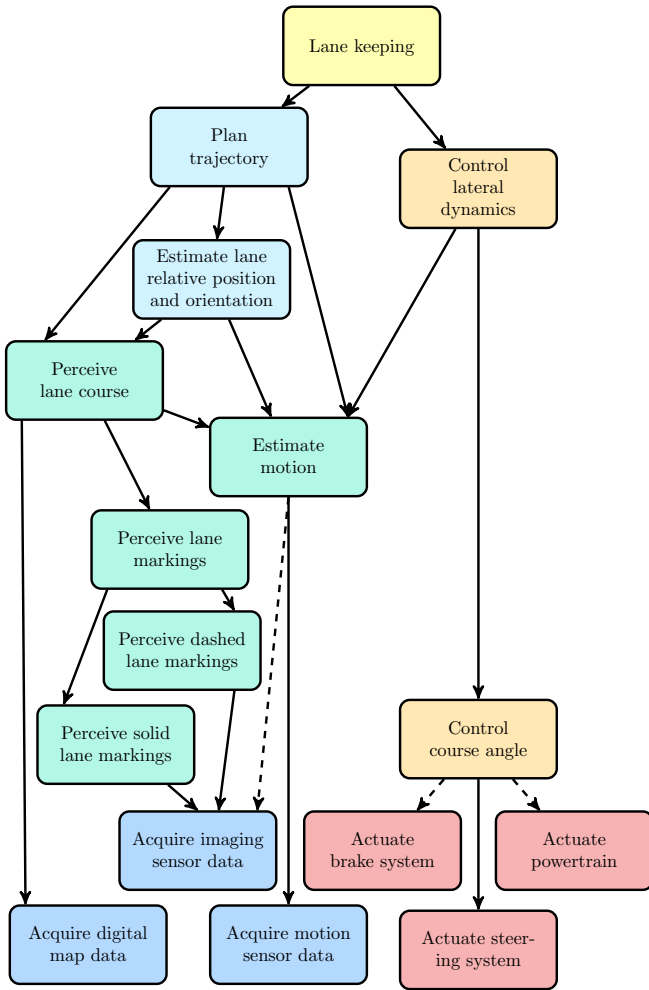 Lane keeping
Plan
trajectory
Control
lateral
dynamics
Estimate lane
relative position
and orientation
Perceive
lane course
Estimate
motion
Perceive lane
markings
Perceive dashed
lane markings
Perceive solid
lane markings
Control
course angle
Acquire imaging
sensor data
Actuate
brake system
Actuate
powertrain
Acquire digital
map data
Acquire motion
sensor data
Actuate steer-
ing system